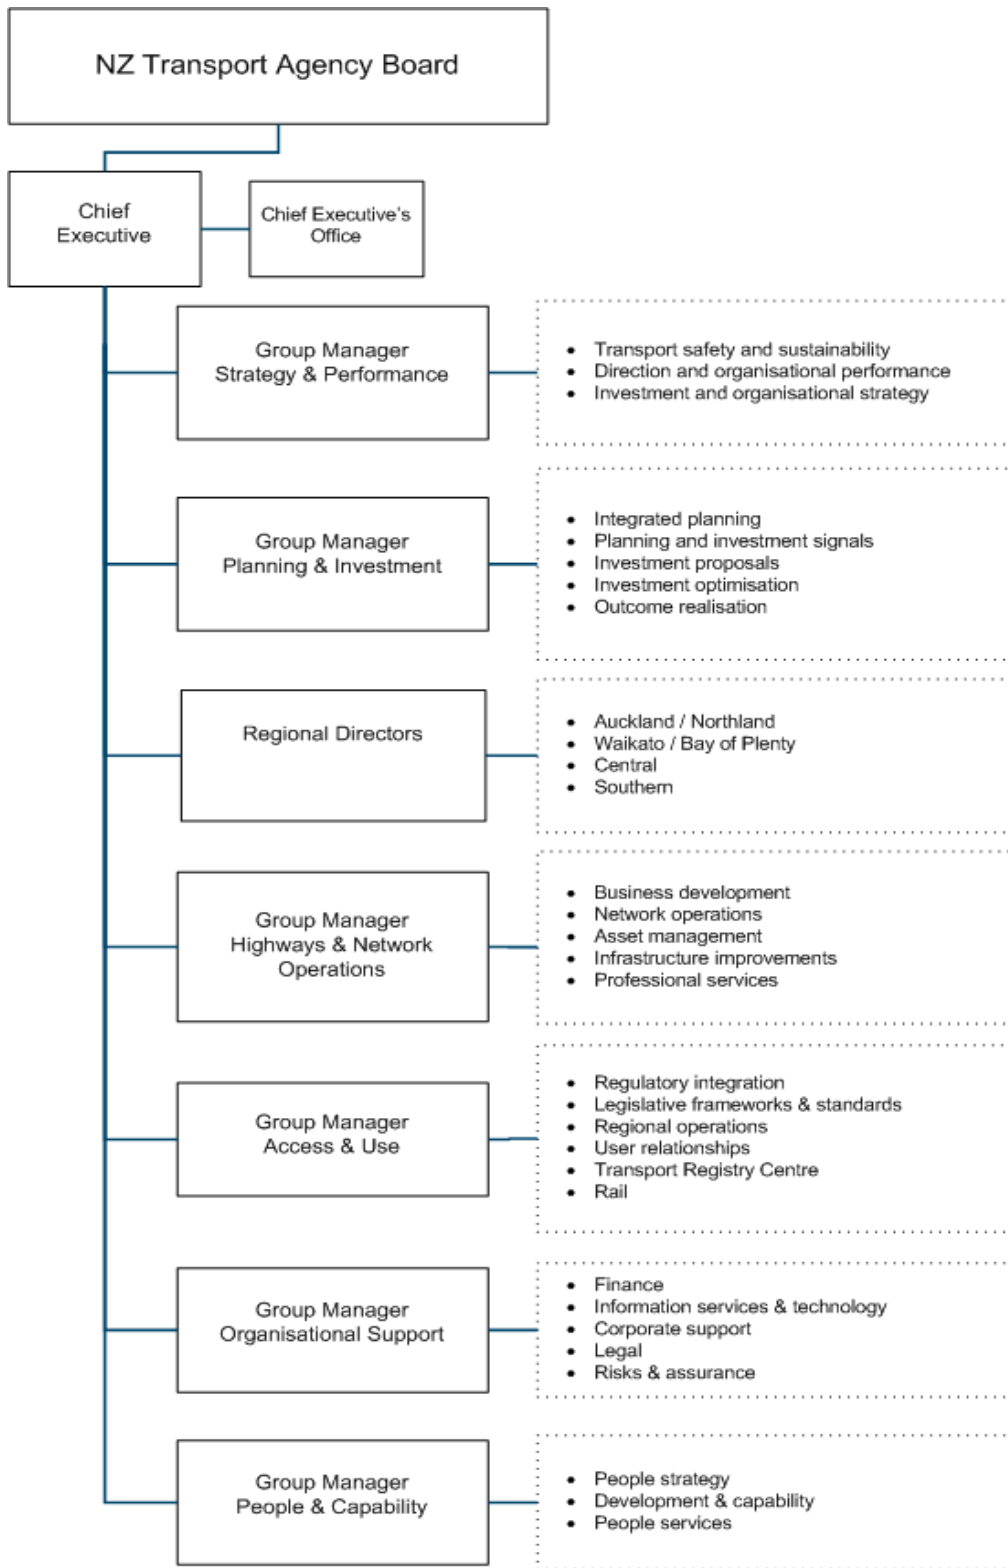 NZ Transport Agency Board
Chief
Executive
Chief Executive's
Office
Group Manager
Strategy & Performance
• Transport safety and sustainability
• Direction and organisational performance
• Investment and organisational strategy
Group Manager
Planning & Investment
• Integrated planning
• Planning and investment signals
• Investment proposals
• Investment optimisation
• Outcome realisation
Regional Directors
• Auckland / Northland
• Waikato / Bay of Plenty
• Central
• Southern
Group Manager
Highways & Network
Operations
• Business development
• Network operations
• Asset management
• Infrastructure improvements
• Professional services
Group Manager
Access & Use
• Regulatory integration
• Legislative frameworks & standards
• Regional operations
• User relationships
• Transport Registry Centre
• Rail
Group Manager
Organisational Support
• Finance
• Information services & technology
• Corporate support
• Legal
• Risks & assurance
Group Manager
People & Capability
• People strategy
• Development & capability
• People services